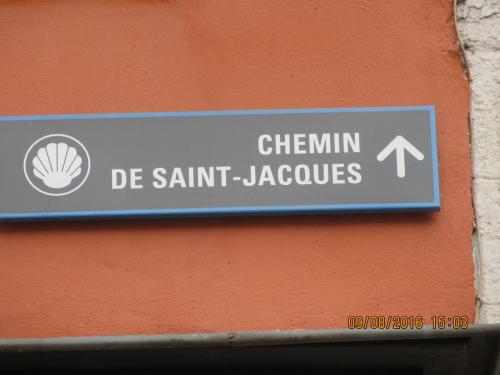 CHEMIN
DE SAINT-JACQUES
09/08/2016 15:03